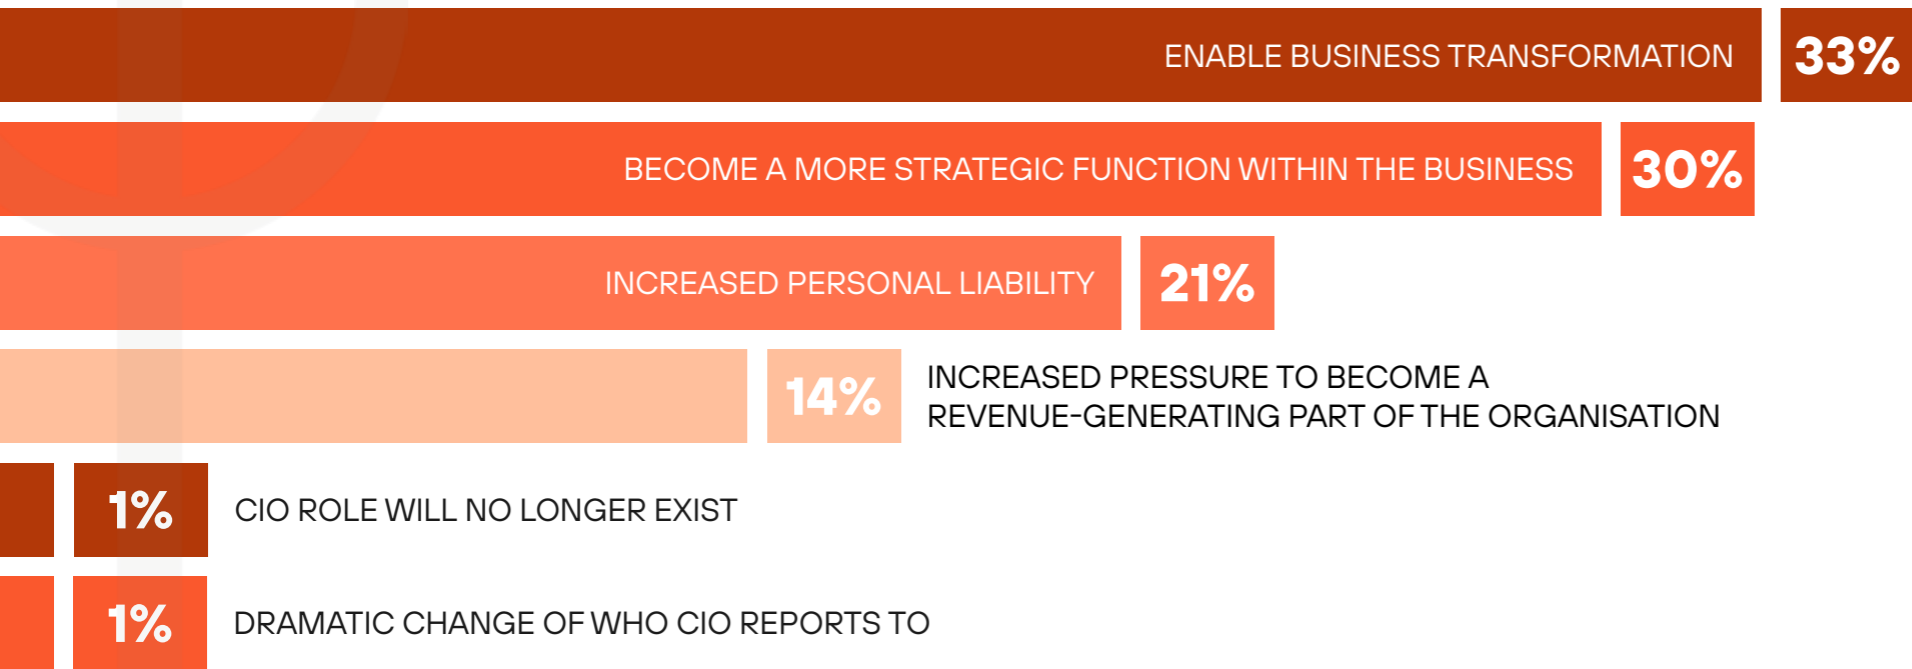 ENABLE BUSINESS TRANSFORMATION 33%
BECOME A MORE STRATEGIC FUNCTION WITHIN THE BUSINESS 30%
INCREASED PERSONAL LIABILITY 21%
14% INCREASED PRESSURE TO BECOME A
REVENUE-GENERATING PART OF THE ORGANISATION
1% CIO ROLE WILL NO LONGER EXIST
1% DRAMATIC CHANGE OF WHO CIO REPORTS TO